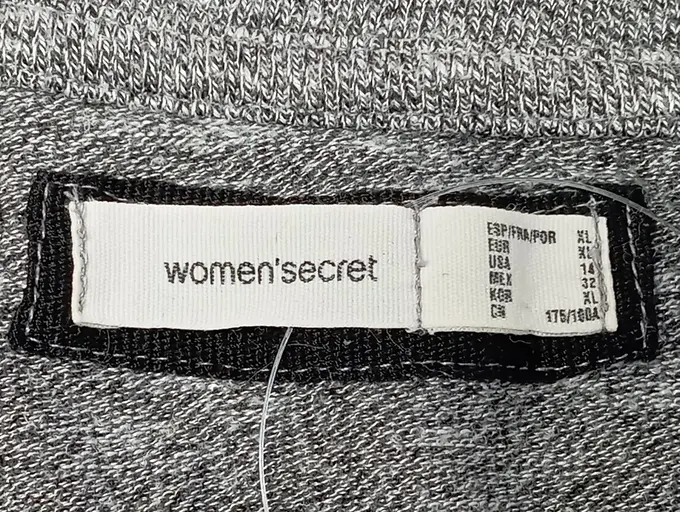 women'secret
ESP/FRA/POR XL
EUR XL
USA 14
MEX 32
KOR XL
CN 175/100A